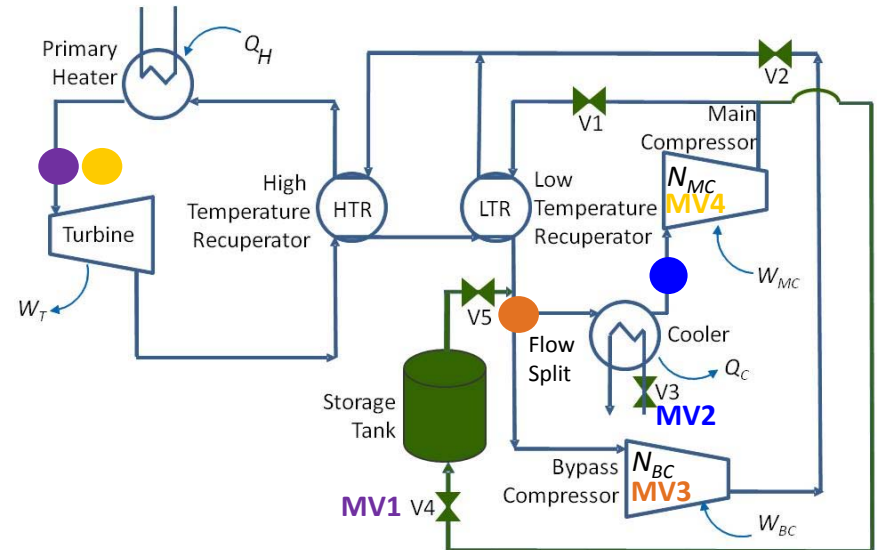 Primary
Heater
Q_H
V2
V1
Main
Compressor
N_MC
MV4
High
Temperature
Recuperator
HTR
LTR
Low
Temperature
Recuperator
Turbine
W_T
W_MC
V5
Flow
Split
Cooler
Q_C
V3
MV2
Storage
Tank
MV1
V4
Bypass
Compressor
N_BC
MV3
W_BC